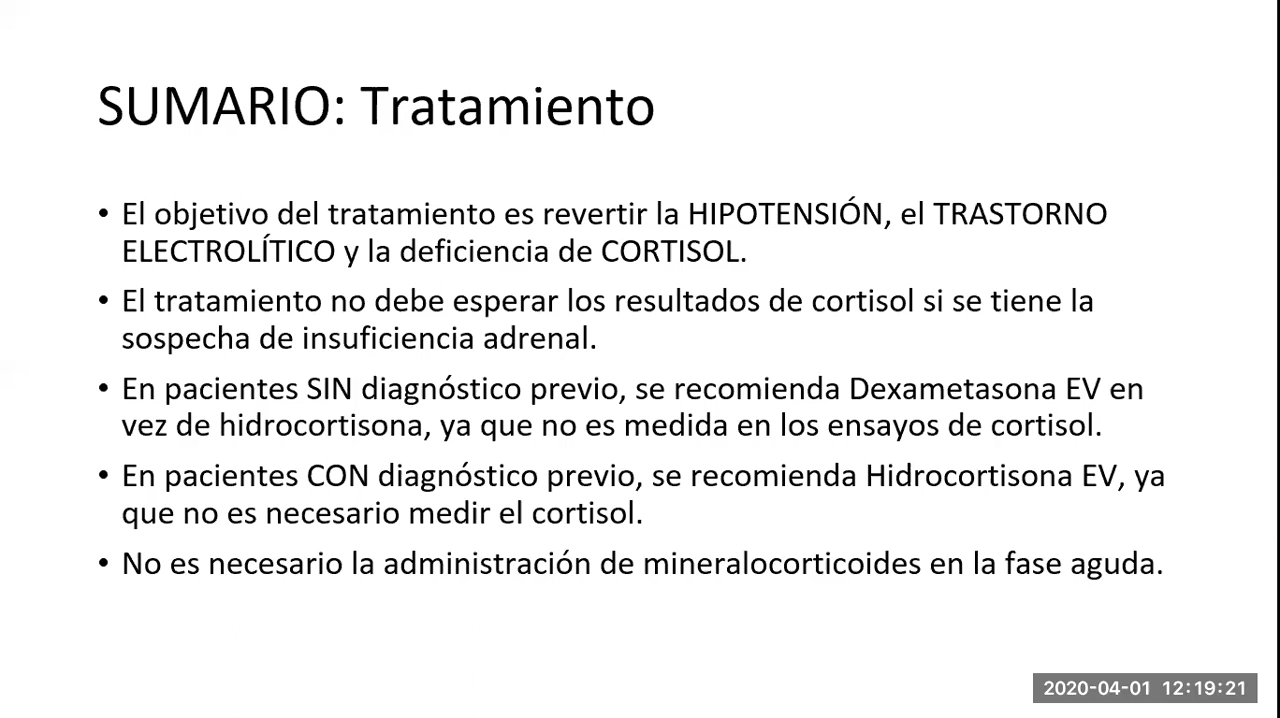 SUMARIO: Tratamiento
• El objetivo del tratamiento es revertir la HIPOTENSIÓN, el TRASTORNO
ELECTROLÍTICO y la deficiencia de CORTISOL.
• El tratamiento no debe esperar los resultados de cortisol si se tiene la
sospecha de insuficiencia adrenal.
• En pacientes SIN diagnóstico previo, se recomienda Dexametasona EV en
vez de hidrocortisona, ya que no es medida en los ensayos de cortisol.
• En pacientes CON diagnóstico previo, se recomienda Hidrocortisona EV, ya
que no es necesario medir el cortisol.
• No es necesario la administración de mineralocorticoides en la fase aguda.
2020-04-01 12:19:21